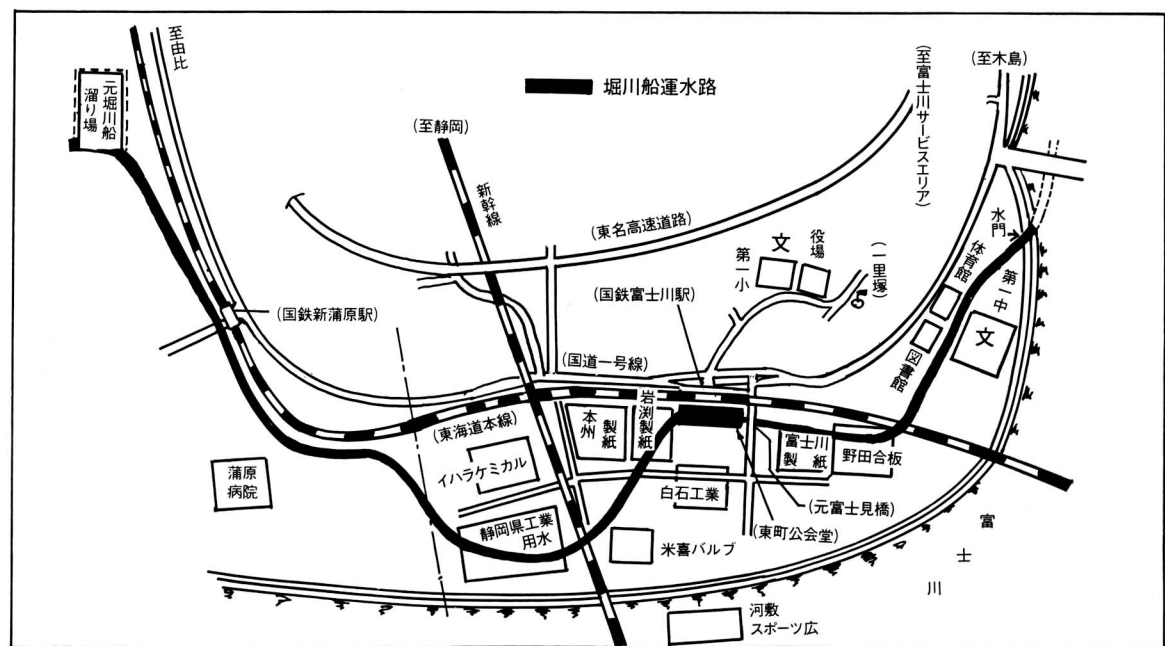 堀川船運水路
至由比
元堀川船
溜り場
(至静岡)
新幹線
(東名高速道路)
(至富士川サービスエリア)
(至木島)
水門
体育館
第一中
文
図書館
役場
文
第一小
(一里塚)
(国鉄富士川駅)
(国鉄新蒲原駅)
(国道一号線)
(東海道本線)
本州
製紙
岩渕製紙
富士川
製紙
野田合板
イハラケミカル
蒲原
病院
白石工業
(元富士見橋)
(東町公会堂)
静岡県工業
用水
米喜バルブ
富士川
河敷
スポーツ広